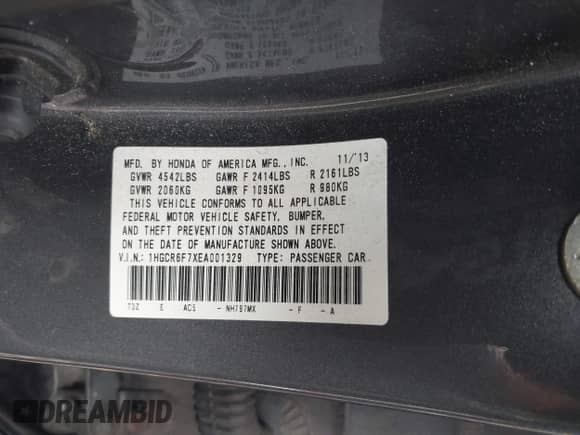 MFD. BY HONDA OF AMERICA MFG., INC. 11/'13
GVWR 4542LBS GAWR F 2414LBS R 2161LBS
GVWR 2060KG GAWR F 1095KG R 980KG
THIS VEHICLE CONFORMS TO ALL APPLICABLE
FEDERAL MOTOR VEHICLE SAFETY, BUMPER,
AND THEFT PREVENTION STANDARDS IN EFFECT
ON THE DATE OF MANUFACTURE SHOWN ABOVE.
V.I.N.: 1HGCR6F7XEA001329 TYPE: PASSENGER CAR
T3Z E AC5 - NH797MX - F - A
DREAMBID